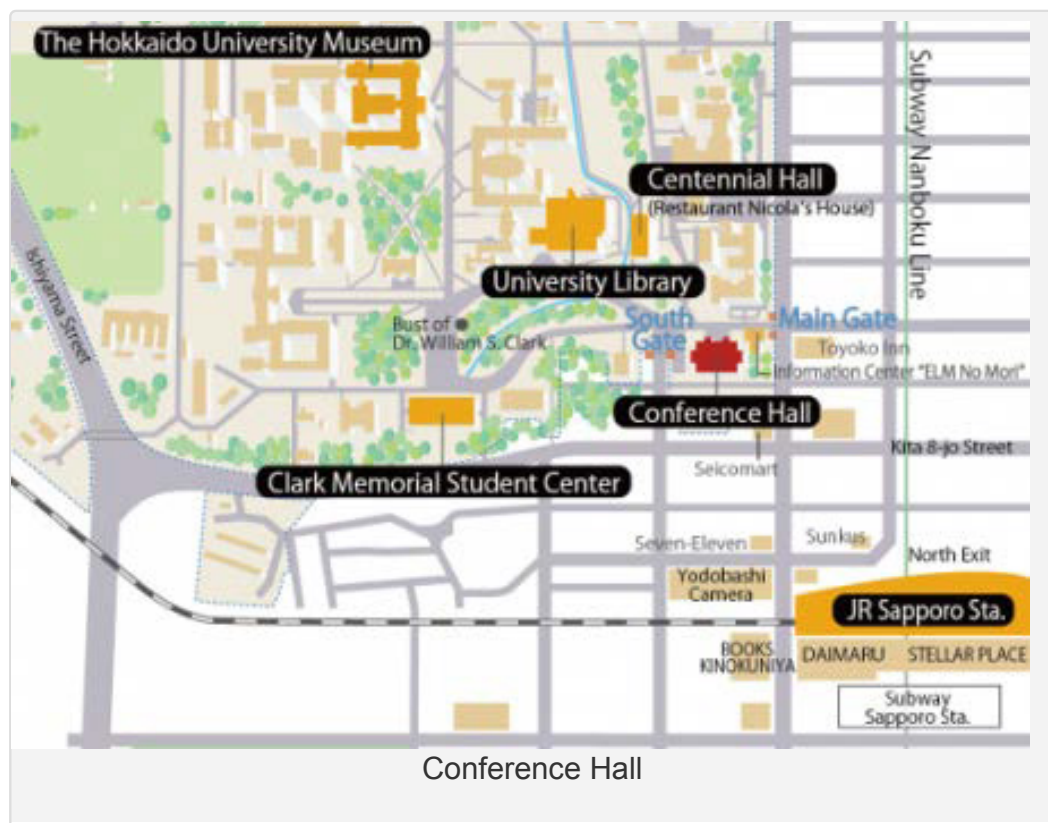 The Hokkaido University Museum
Subway Nanboku Line
Centennial Hall
(Restaurant Nicola's House)
University Library
Ishiyama Street
Bust of
Dr. William S. Clark
South
Gate
Main Gate
Toyoko Inn
Information Center "ELM No Mori"
Conference Hall
Kita 8-jo Street
Seicomart
Clark Memorial Student Center
Seven-Eleven
Sunkus
North Exit
Yodobashi
Camera
JR Sapporo Sta.
BOOKS
KINOKUNIYA
DAIMARU
STELLAR PLACE
Subway
Sapporo Sta.
Conference Hall